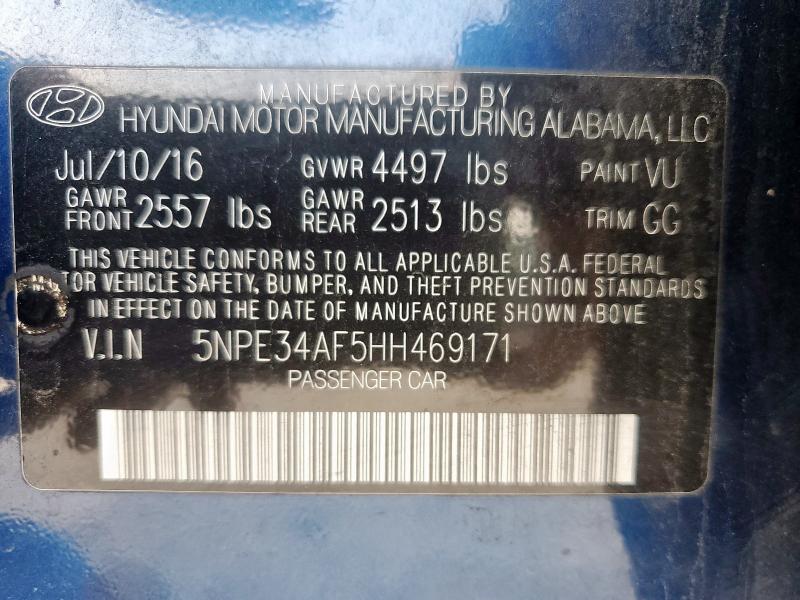 MANUFACTURED BY
HYUNDAI MOTOR MANUFACTURING ALABAMA, LLC
Jul/10/16 GVWR 4497 lbs PAINT VU
GAWR FRONT 2557 lbs GAWR REAR 2513 lbs TRIM GG
THIS VEHICLE CONFORMS TO ALL APPLICABLE U.S.A. FEDERAL
MOTOR VEHICLE SAFETY, BUMPER, AND THEFT PREVENTION STANDARDS
IN EFFECT ON THE DATE OF MANUFACTURE SHOWN ABOVE
V.I.N 5NPE34AF5HH469171
PASSENGER CAR